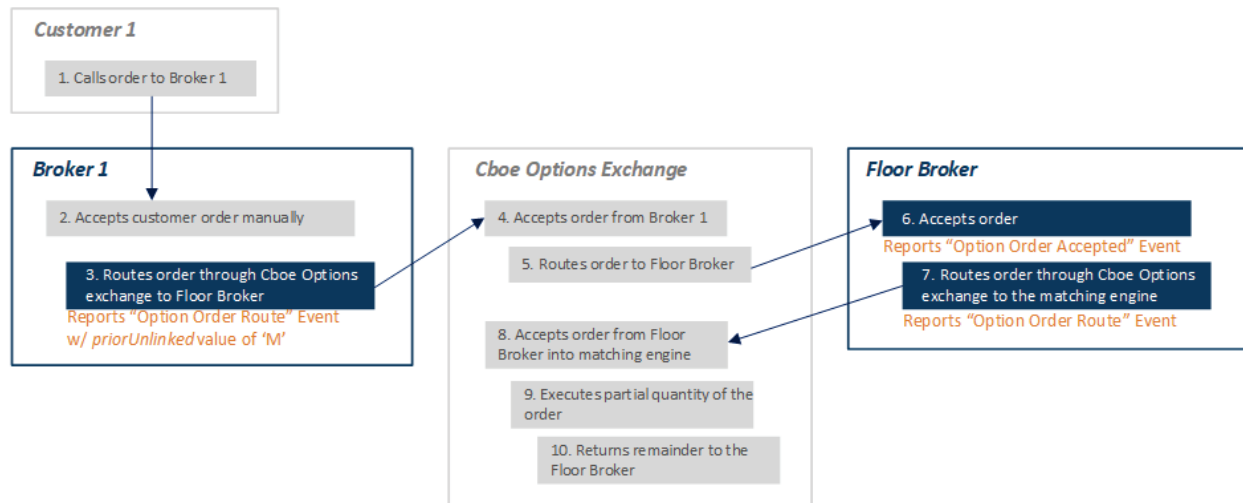 Customer 1
1. Calls order to Broker 1
Broker 1
2. Accepts customer order manually
3. Routes order through Cboe Options
exchange to Floor Broker
Reports “Option Order Route” Event
w/ priorUnlinked value of ‘M’
Cboe Options Exchange
4. Accepts order from Broker 1
5. Routes order to Floor Broker
8. Accepts order from Floor
Broker into matching engine
9. Executes partial quantity of the
order
10. Returns remainder to the
Floor Broker
Floor Broker
6. Accepts order
Reports “Option Order Accepted” Event
7. Routes order through Cboe Options
exchange to the matching engine
Reports “Option Order Route” Event